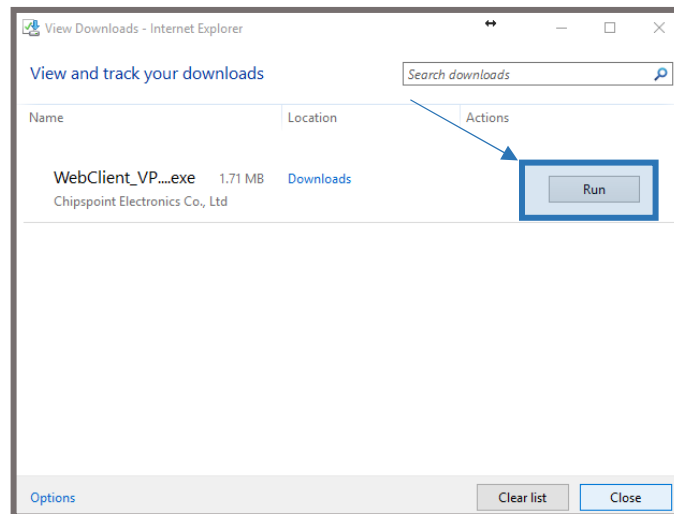 View Downloads - Internet Explorer
View and track your downloads
Search downloads
Name Location Actions
WebClient_VP....exe 1.71 MB Downloads Run
Chipspoint Electronics Co., Ltd
Options Clear list Close